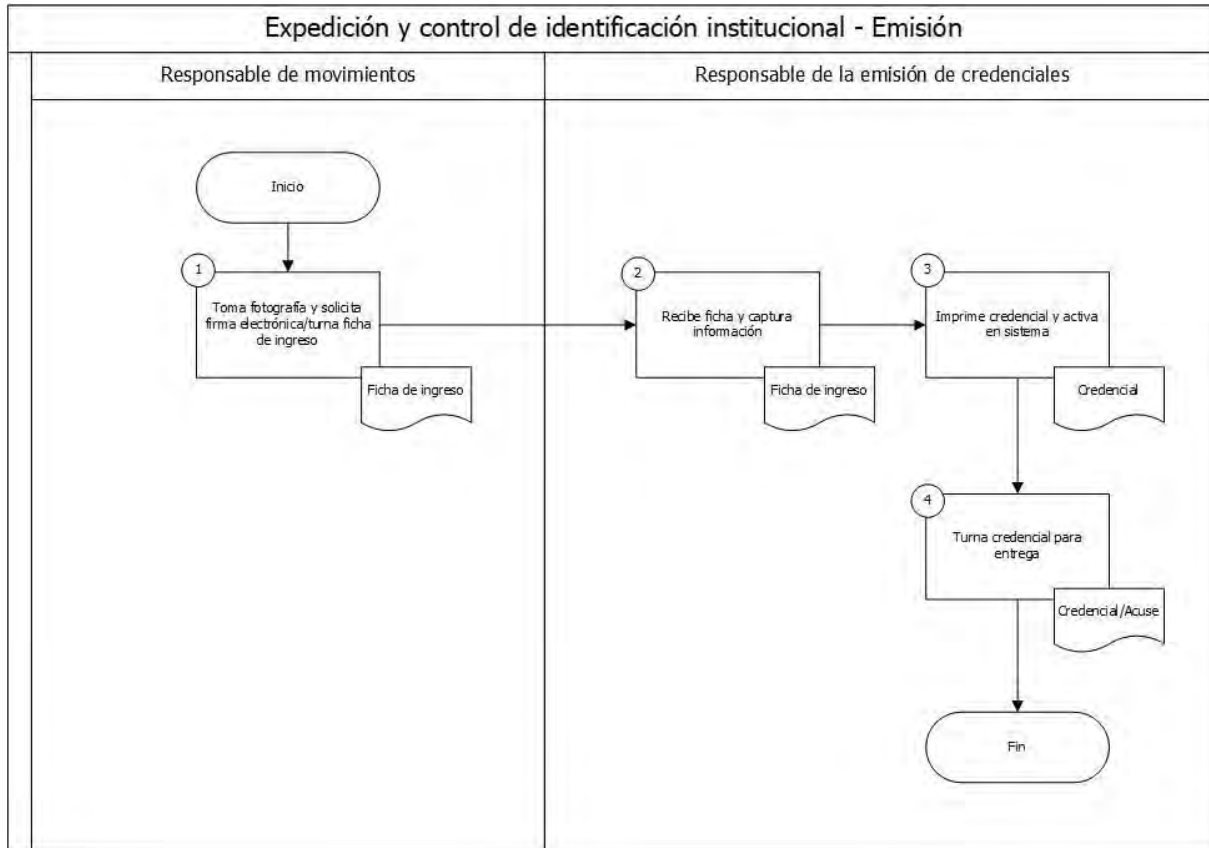 Expedición y control de identificación institucional - Emisión
Responsable de movimientos
Responsable de la emisión de credenciales
Inicio
1
Toma fotografía y solicita
firma electrónica/turna ficha
de ingreso
Ficha de ingreso
2
Recibe ficha y captura
información
Ficha de ingreso
3
Imprime credencial y activa
en sistema
Credencial
4
Turna credencial para
entrega
Credencial/Acuse
Fin